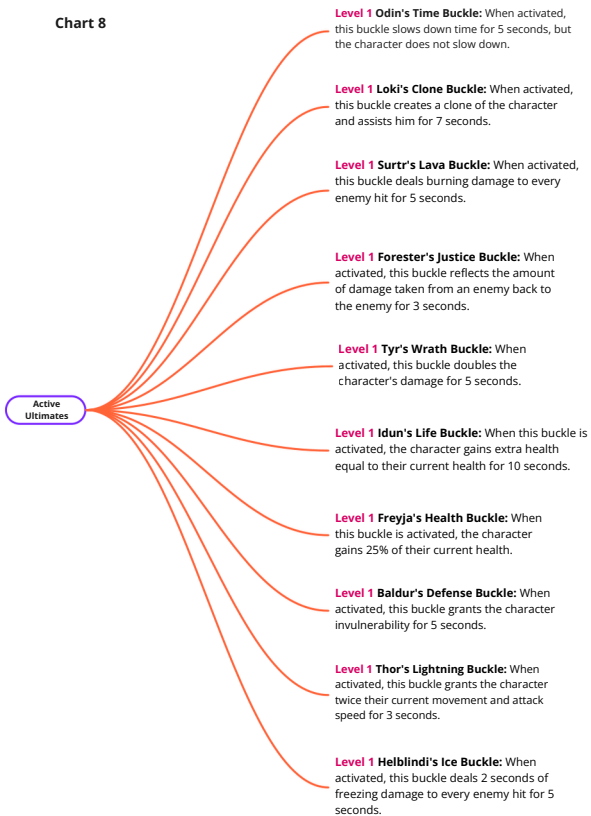 Chart 8
Level 1 Odin's Time Buckle: When activated,
this buckle slows down time for 5 seconds, but
the character does not slow down.
Level 1 Loki's Clone Buckle: When activated,
this buckle creates a clone of the character
and assists him for 7 seconds.
Level 1 Surtr's Lava Buckle: When activated,
this buckle deals burning damage to every
enemy hit for 5 seconds.
Level 1 Forester's Justice Buckle: When
activated, this buckle reflects the amount
of damage taken from an enemy back to
the enemy for 3 seconds.
Level 1 Tyr's Wrath Buckle: When
activated, this buckle doubles the
character's damage for 5 seconds.
Active
Ultimates
Level 1 Idun's Life Buckle: When this buckle is
activated, the character gains extra health
equal to their current health for 10 seconds.
Level 1 Freyja's Health Buckle: When
this buckle is activated, the character
gains 25% of their current health.
Level 1 Baldur's Defense Buckle: When
activated, this buckle grants the character
invulnerability for 5 seconds.
Level 1 Thor's Lightning Buckle: When
activated, this buckle grants the character
twice their current movement and attack
speed for 3 seconds.
Level 1 Helblindi's Ice Buckle: When
activated, this buckle deals 2 seconds of
freezing damage to every enemy hit for 5
seconds.